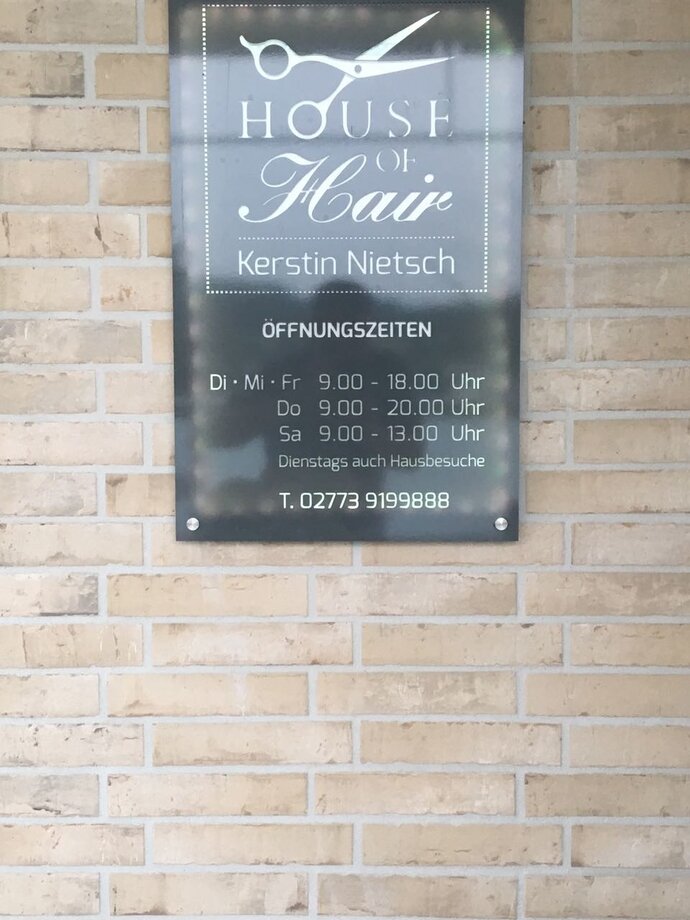 HOUSE
OF
Hair
Kerstin Nietsch
ÖFFNUNGSZEITEN
Di · Mi · Fr 9.00 - 18.00 Uhr
Do 9.00 - 20.00 Uhr
Sa 9.00 - 13.00 Uhr
Dienstags auch Hausbesuche
T. 02773 9199888